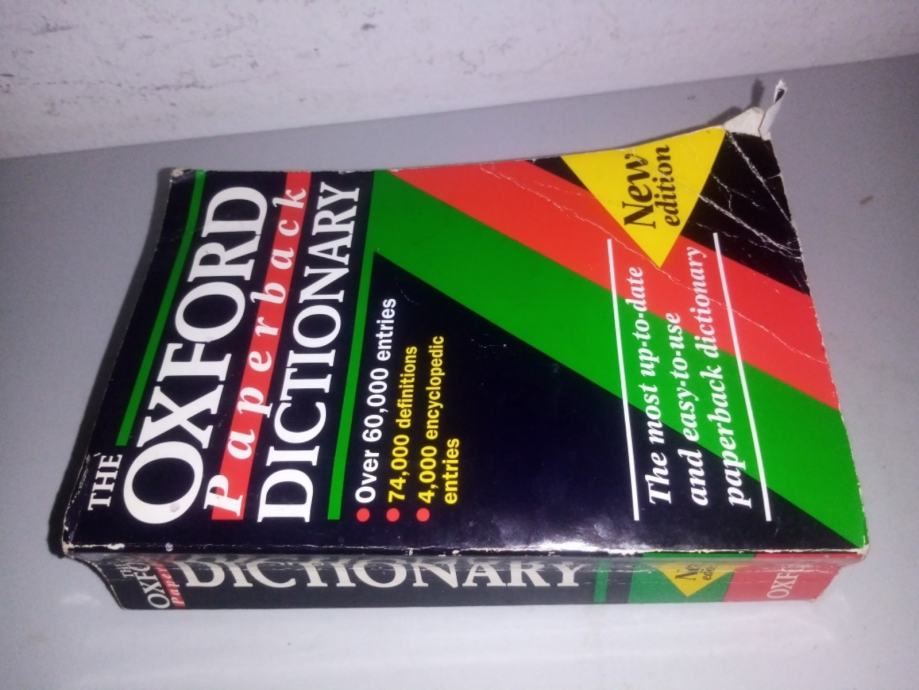 THE
OXFORD
Paperback
DICTIONARY
• Over 60,000 entries
• 74,000 definitions
• 4,000 encyclopedic
entries
New
edition
The most up-to-date
and easy-to-use
paperback dictionary
DICTIONARY